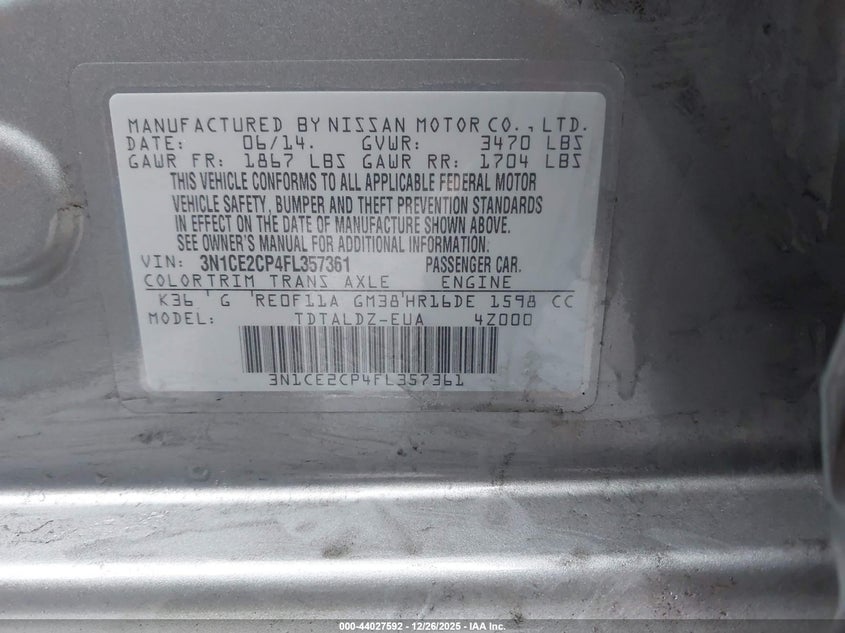 MANUFACTURED BY NISSAN MOTOR CO., LTD.
DATE: 06/14. GVWR: 3470 LBS
GAWR FR: 1867 LBS GAWR RR: 1704 LBS
THIS VEHICLE CONFORMS TO ALL APPLICABLE FEDERAL MOTOR
VEHICLE SAFETY, BUMPER AND THEFT PREVENTION STANDARDS
IN EFFECT ON THE DATE OF MANUFACTURE SHOWN ABOVE.
SEE OWNER'S MANUAL FOR ADDITIONAL INFORMATION.
VIN: 3N1CE2CP4FL357361 PASSENGER CAR.
COLOR TRIM TRANS AXLE ENGINE
K36 ' G 'RE0F11A GM38'HR16DE 1598 CC
MODEL: TDTALDZ-EUA 4Z000
3N1CE2CP4FL357361
000-44027592 - 12/26/2025 - IAA Inc.